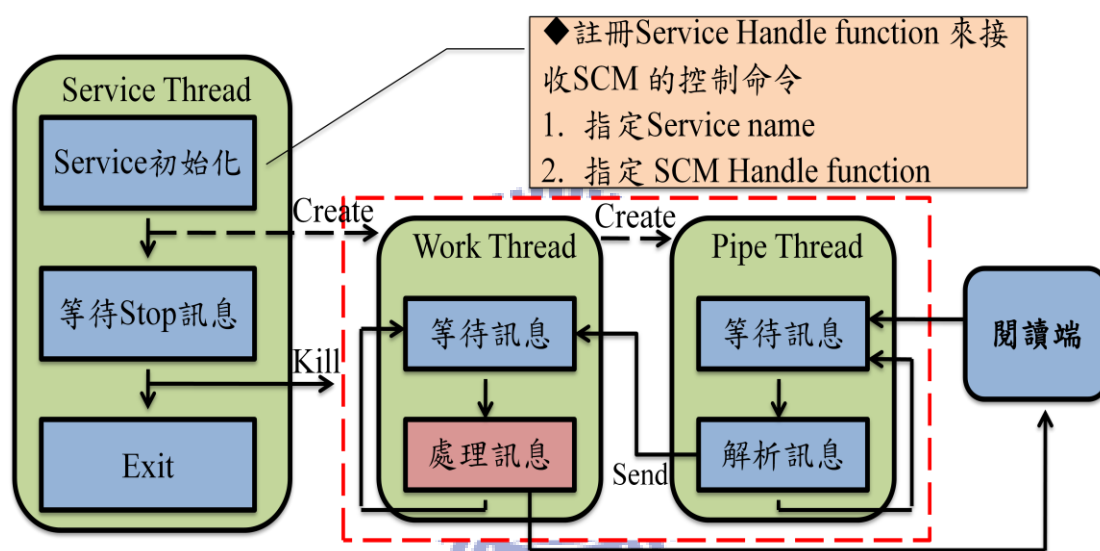 ◆註冊Service Handle function 來接
收SCM 的控制命令
1. 指定Service name
2. 指定 SCM Handle function
Service Thread
Service初始化
等待Stop訊息
Exit
Create
Kill
Work Thread
等待訊息
處理訊息
Create
Send
Pipe Thread
等待訊息
解析訊息
閱讀端